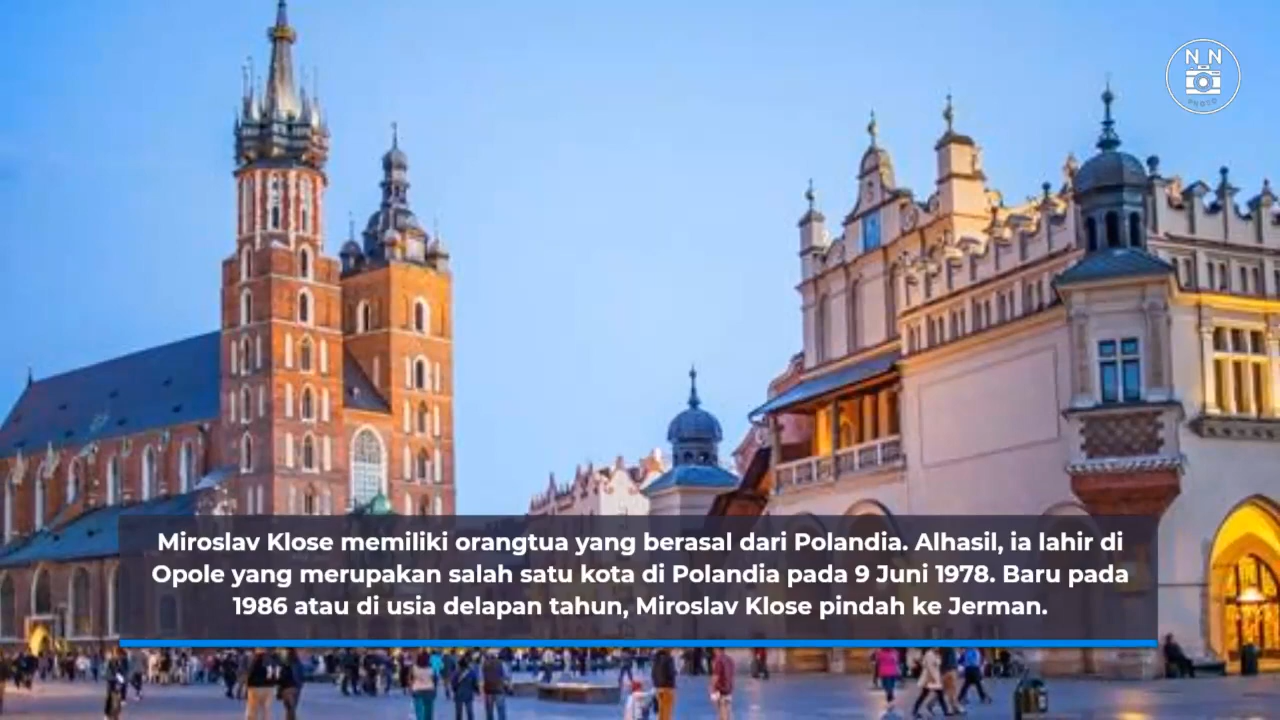 N N
PHOTO
Miroslav Klose memiliki orangtua yang berasal dari Polandia. Alhasil, ia lahir di
Opole yang merupakan salah satu kota di Polandia pada 9 Juni 1978. Baru pada
1986 atau di usia delapan tahun, Miroslav Klose pindah ke Jerman.